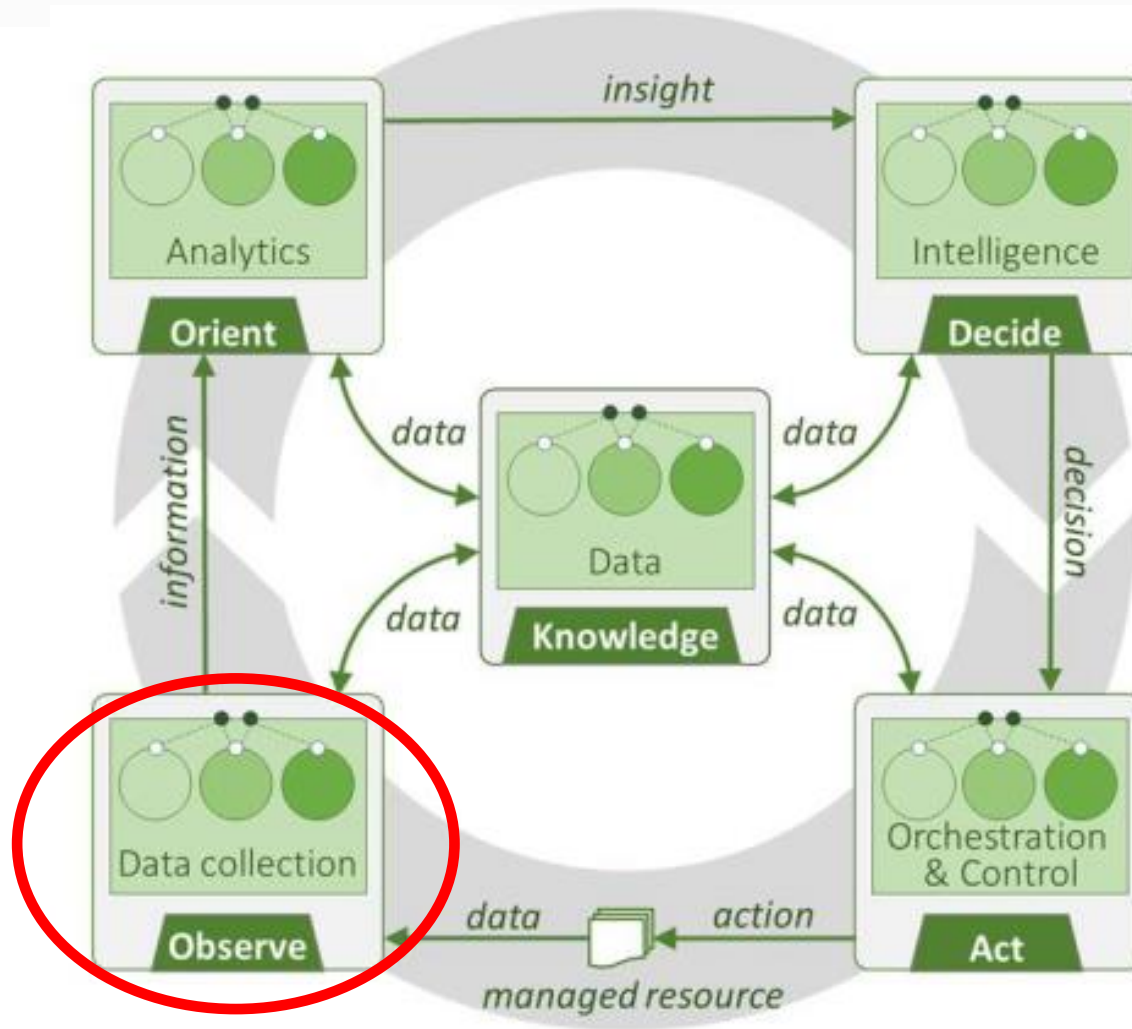 insight
Analytics
Orient
Intelligence
Decide
information
data
data
decision
Data
Knowledge
data
data
Data collection
Observe
data
action
managed resource
Orchestration
& Control
Act